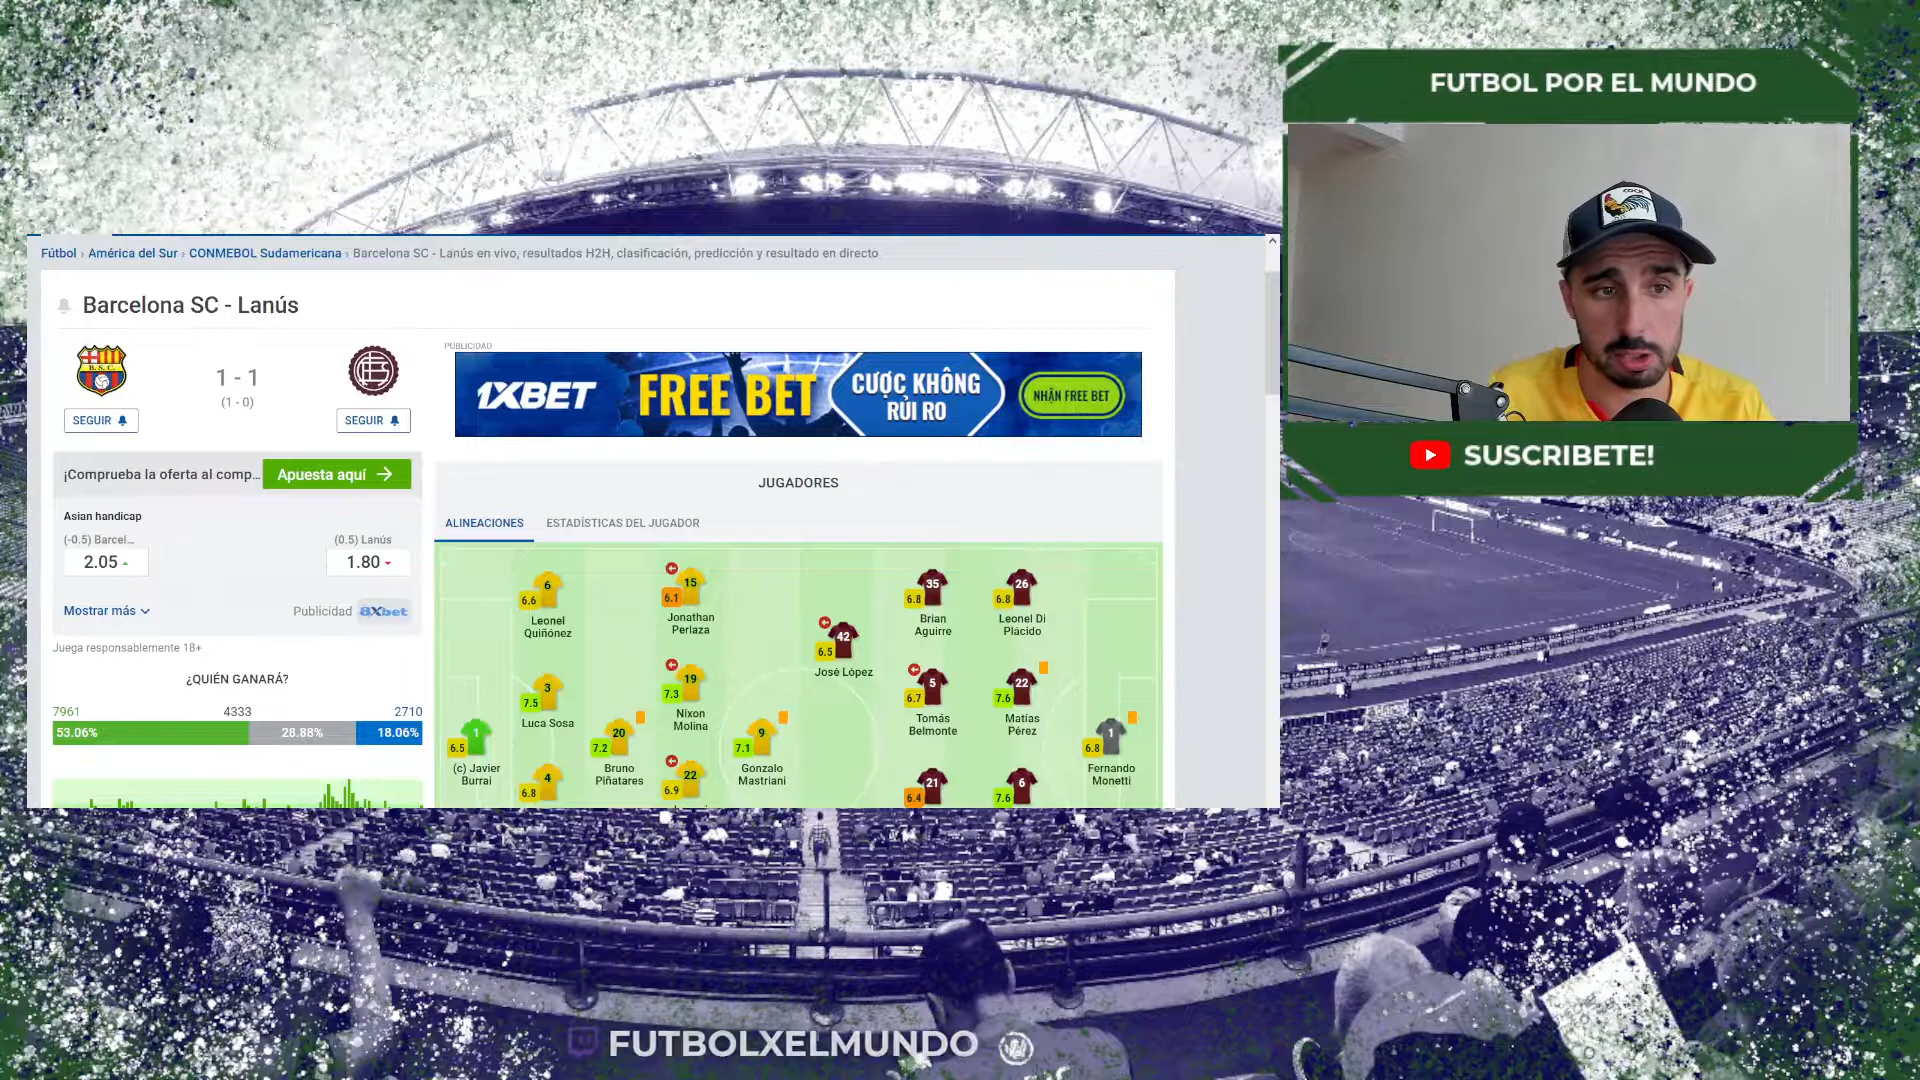 FUTBOL POR EL MUNDO
COCK
SUSCRIBETE!
Fútbol › América del Sur › CONMEBOL Sudamericana › Barcelona SC - Lanús en vivo, resultados H2H, clasificación, predicción y resultado en directo
Barcelona SC - Lanús
B.S.C.
1 - 1
(1 - 0)
SEGUIR
SEGUIR
PUBLICIDAD
1XBET
FREE BET
CƯỢC KHÔNG
RỦI RO
NHẬN FREE BET
¡Comprueba la oferta al comp...
Apuesta aquí
Asian handicap
(-0.5) Barcel...
(0.5) Lanús
2.05
1.80
Mostrar más
Publicidad 8Xbet
Juega responsablemente 18+
¿QUIÉN GANARÁ?
7961
4333
2710
53.06%
28.88%
18.06%
JUGADORES
ALINEACIONES
ESTADÍSTICAS DEL JUGADOR
6
6.6
Leonel
Quiñónez
15
6.1
Jonathan
Perlaza
42
6.5
José López
35
6.8
Brian
Aguirre
26
6.8
Leonel Di
Plácido
3
7.5
Luca Sosa
19
7.3
Nixon
Molina
5
6.7
Tomás
Belmonte
22
7.6
Matías
Pérez
1
6.5
(c) Javier
Burrai
20
7.2
Bruno
Piñatares
9
7.1
Gonzalo
Mastriani
1
6.8
Fernando
Monetti
4
6.8
22
6.9
21
6.4
6
7.6
FUTBOLXELMUNDO